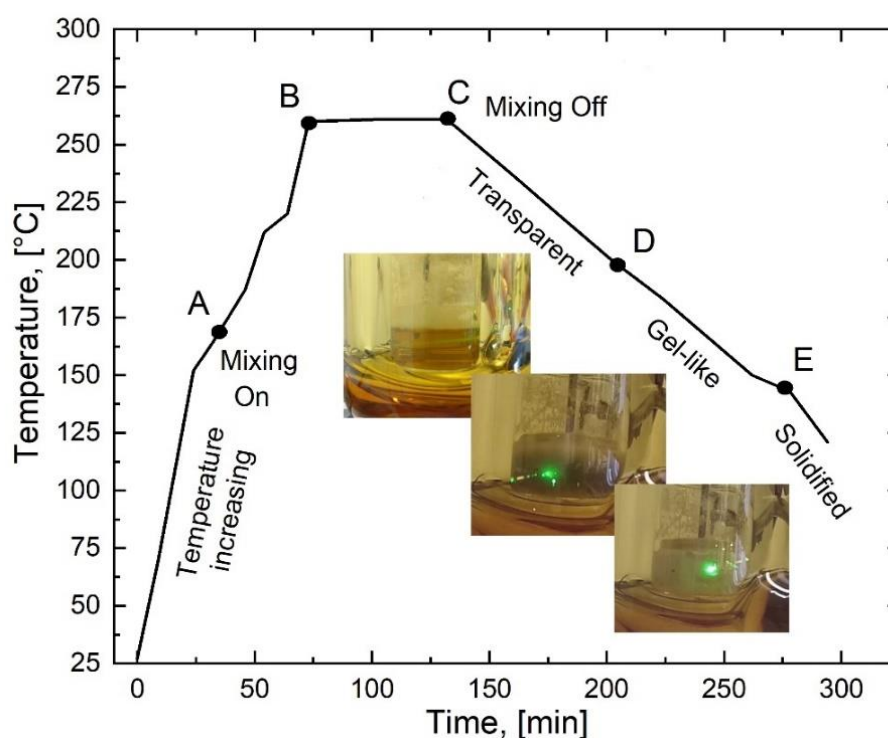 300
275
250
225
200
175
150
125
100
75
50
25
Temperature, [°C]
A
B
C
D
E
Mixing Off
Transparent
Gel-like
Solidified
Mixing
On
Temperature
increasing
0
50
100
150
200
250
300
Time, [min]